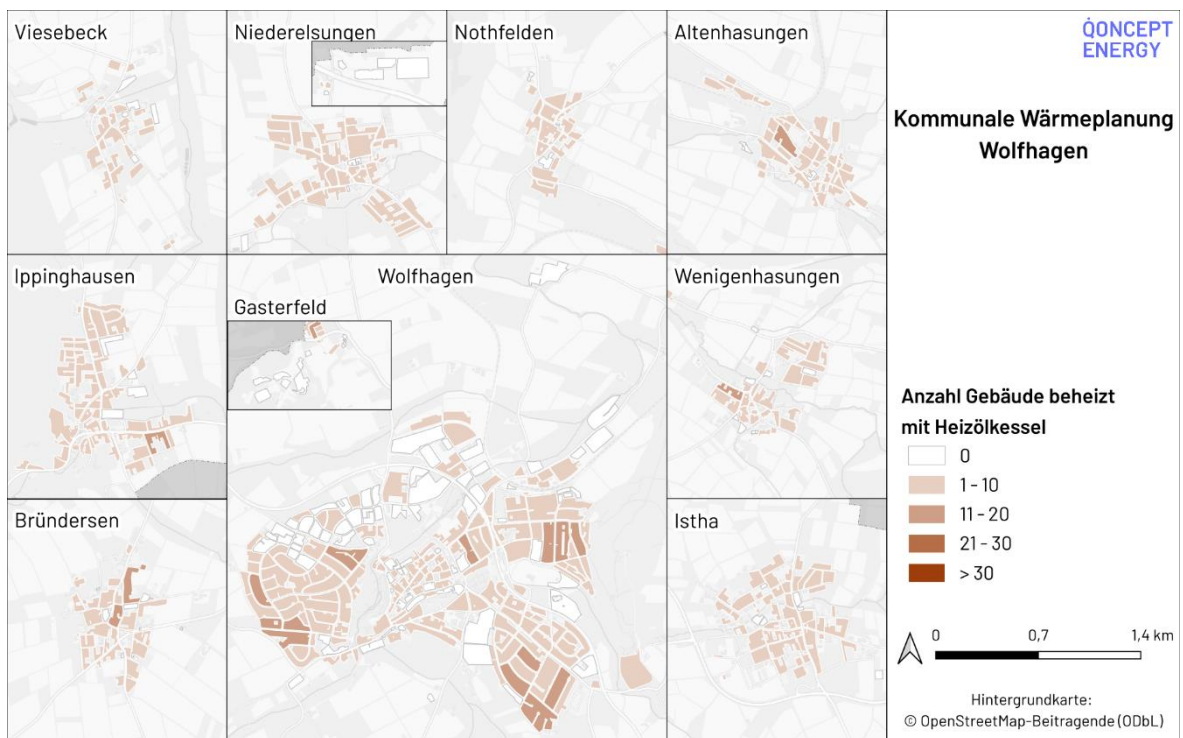 Viesebeck
Niederelsungen
Nothfelden
Altenhasungen
QONCEPT
ENERGY
Kommunale Wärmeplanung
Wolfhagen
Ippinghausen
Wolfhagen
Wenigenhasungen
Gasterfeld
Anzahl Gebäude beheizt
mit Heizölkessel
0
1 - 10
11 - 20
21 - 30
> 30
Bründersen
Istha
0 0,7 1,4 km
Hintergrundkarte:
© OpenStreetMap-Beitragende (ODbL)